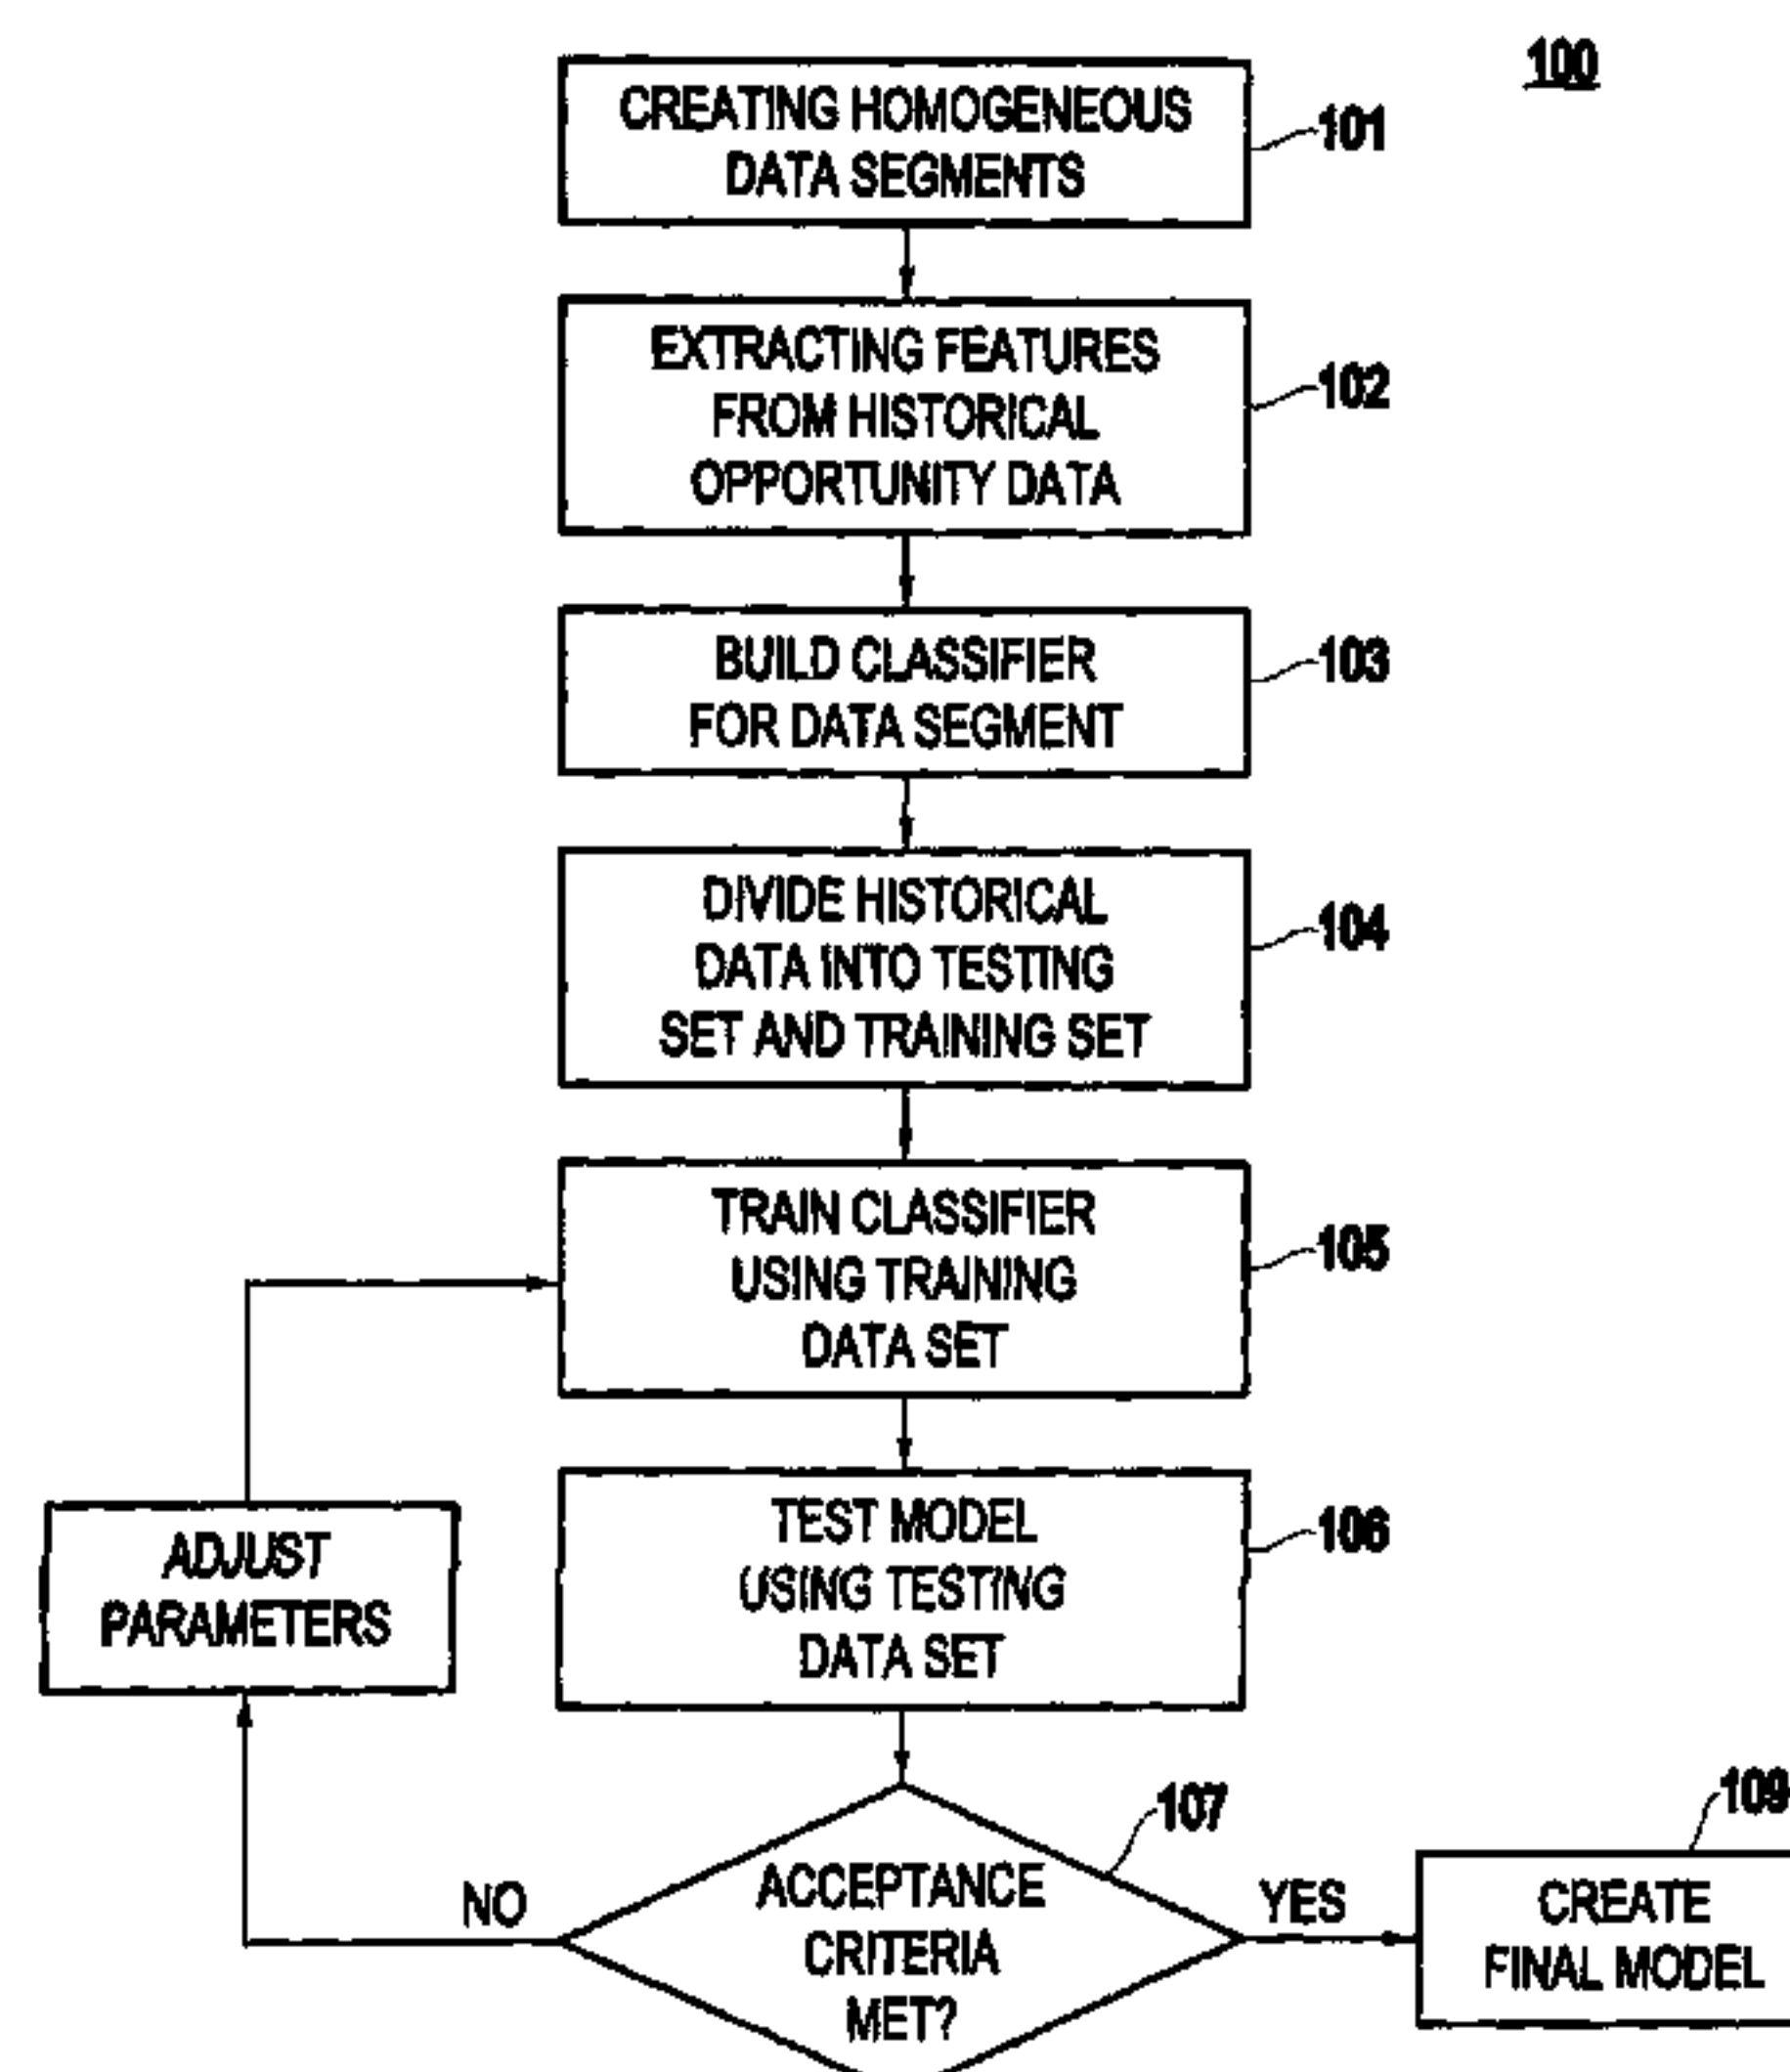 100
CREATING HOMOGENEOUS
DATA SEGMENTS
101
EXTRACTING FEATURES
FROM HISTORICAL
OPPORTUNITY DATA
102
BUILD CLASSIFIER
FOR DATA SEGMENT
103
DIVIDE HISTORICAL
DATA INTO TESTING
SET AND TRAINING SET
104
TRAIN CLASSIFIER
USING TRAINING
DATA SET
105
TEST MODEL
USING TESTING
DATA SET
106
ADJUST
PARAMETERS
107
ACCEPTANCE
CRITERIA
MET?
NO
YES
109
CREATE
FINAL MODEL